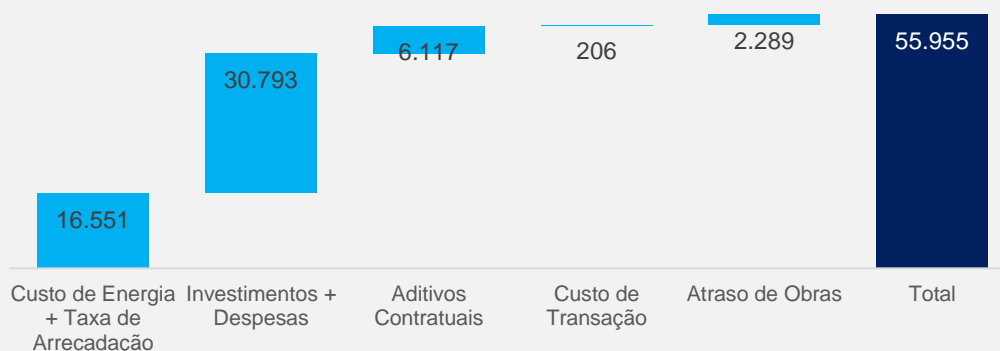 16.551
30.793
6.117
206
2.289
55.955
Custo de Energia
+ Taxa de
Arrecadação
Investimentos +
Despesas
Aditivos
Contratuais
Custo de
Transação
Atraso de Obras
Total